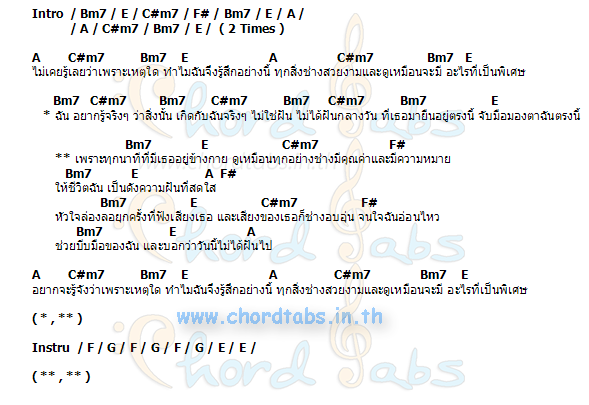 Intro / Bm7 / E / C#m7 / F# / Bm7 / E / A /
/ A / C#m7 / Bm7 / E / ( 2 Times )
A C#m7 Bm7 E A C#m7 Bm7 E
ไม่เคยรู้เลยว่าเพราะเหตุใด ทำไมฉันจึงรู้สึกอย่างนี้ ทุกสิ่งช่างสวยงามและดูเหมือนจะมี อะไรที่เป็นพิเศษ
Bm7 C#m7 Bm7 C#m7 Bm7 C#m7 Bm7 E
* ฉัน อยากรู้จริงๆ ว่าสิ่งนั้น เกิดกับฉันจริงๆ ไม่ใช่ฝัน ไม่ได้ฝันกลางวัน ที่เธอมายืนอยู่ตรงนี้ จับมือมองตาฉันตรงนี้
Bm7 E C#m7 F#
** เพราะทุกนาทีที่มีเธออยู่ข้างกาย ดูเหมือนทุกอย่างช่างมีคุณค่าและมีความหมาย
Bm7 E A F#
ให้ชีวิตฉัน เป็นดังความฝันที่สดใส
Bm7 E C#m7 F#
หัวใจล่องลอยทุกครั้งที่ฟังเสียงเธอ และเสียงของเธอก็ช่างอบอุ่น จนใจฉันอ่อนไหว
Bm7 E A
ช่วยบีบมือของฉัน และบอกว่าวันนี้ไม่ได้ฝันไป
A C#m7 Bm7 E A C#m7 Bm7 E
อยากจะรู้จังว่าเพราะเหตุใด ทำไมฉันจึงรู้สึกอย่างนี้ ทุกสิ่งช่างสวยงามและดูเหมือนจะมี อะไรที่เป็นพิเศษ
( * , ** )
www.chordtabs.in.th
Instru / F / G / F / G / F / G / E / E /
( ** , ** )
Chord Tabs
Chord Tabs
Chord Tabs